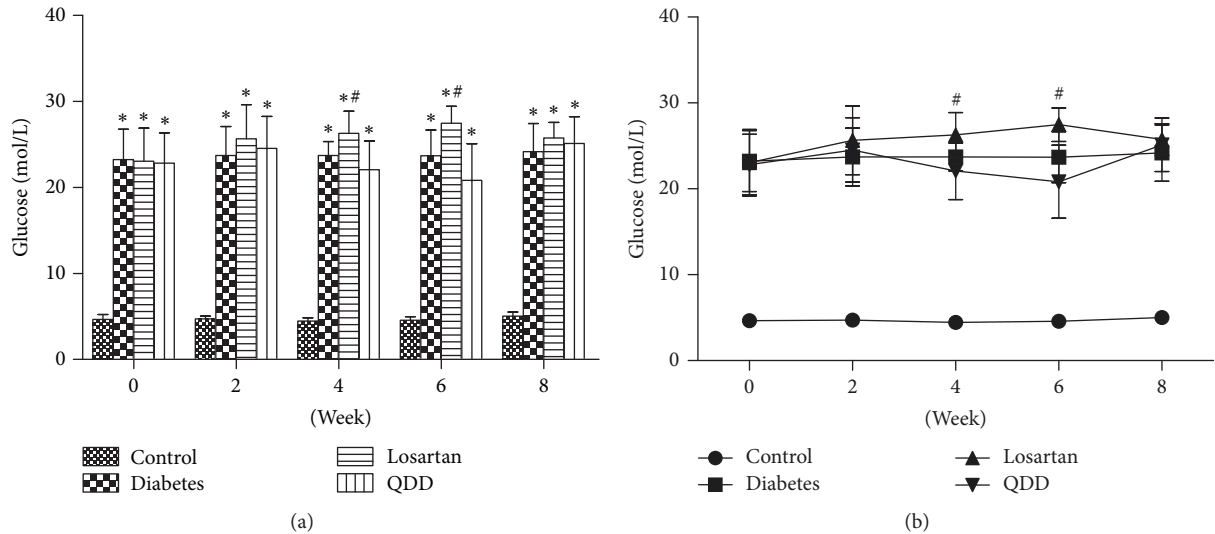 40
30
20
10
0
Glucose (mol/L)
* * *
* * *
* *# *
* *# *
* * *
0 2 4 6 8
(Week)
Control
Diabetes
Losartan
QDD
(a)
40
30
20
10
0
Glucose (mol/L)
# #
0 2 4 6 8
(Week)
Control
Diabetes
Losartan
QDD
(b)